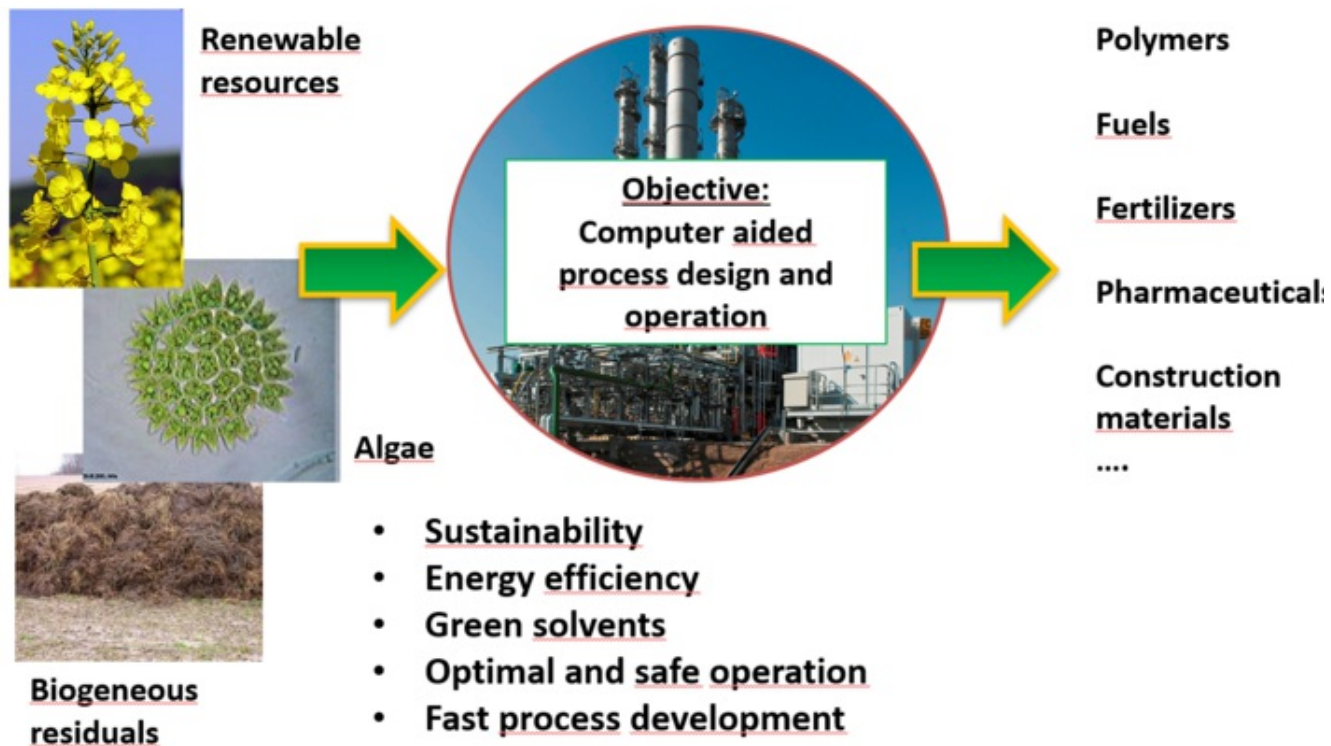 Renewable
resources
Algae
Biogeneous
residuals
Objective:
Computer aided
process design and
operation
• Sustainability
• Energy efficiency
• Green solvents
• Optimal and safe operation
• Fast process development
Polymers
Fuels
Fertilizers
Pharmaceuticals
Construction
materials
....